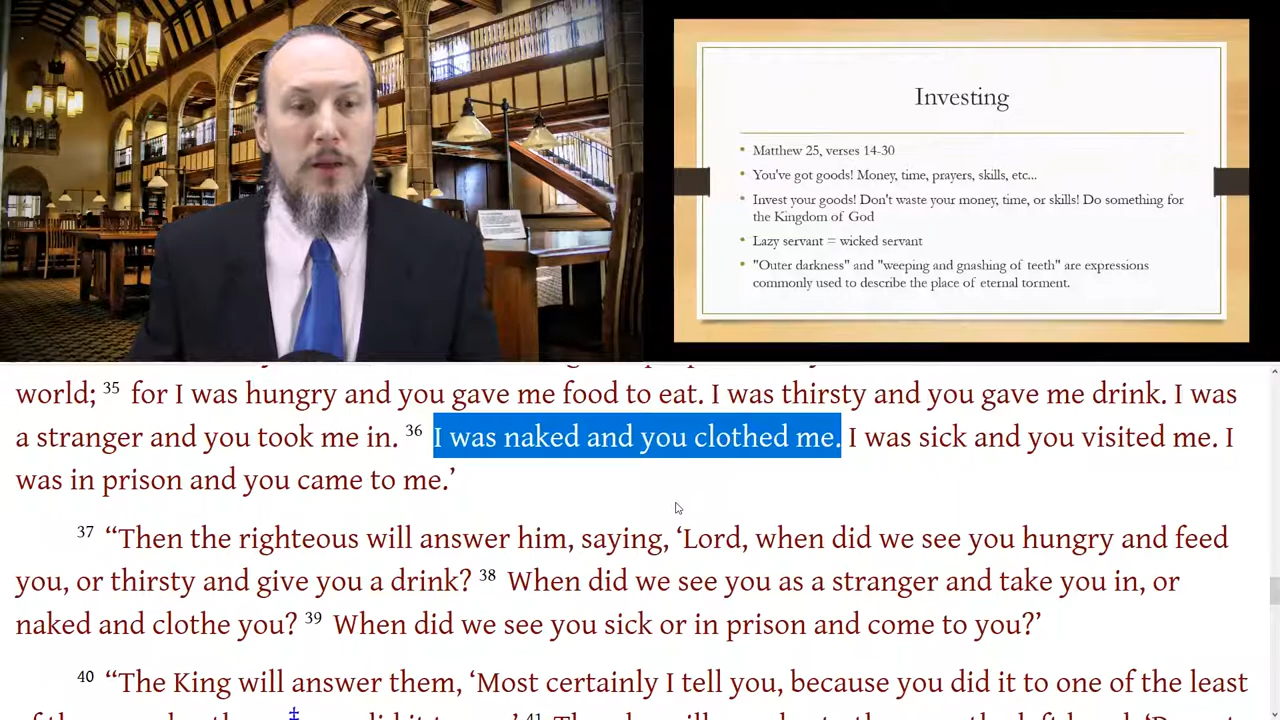 Investing
• Matthew 25, verses 14-30
• You've got goods! Money, time, prayers, skills, etc...
• Invest your goods! Don't waste your money, time, or skills! Do something for
the Kingdom of God
• Lazy servant = wicked servant
• "Outer darkness" and "weeping and gnashing of teeth" are expressions
commonly used to describe the place of eternal torment.
world; 35 for I was hungry and you gave me food to eat. I was thirsty and you gave me drink. I was
a stranger and you took me in. 36 I was naked and you clothed me. I was sick and you visited me. I
was in prison and you came to me.’
37 “Then the righteous will answer him, saying, ‘Lord, when did we see you hungry and feed
you, or thirsty and give you a drink? 38 When did we see you as a stranger and take you in, or
naked and clothe you? 39 When did we see you sick or in prison and come to you?’
40 “The King will answer them, ‘Most certainly I tell you, because you did it to one of the least